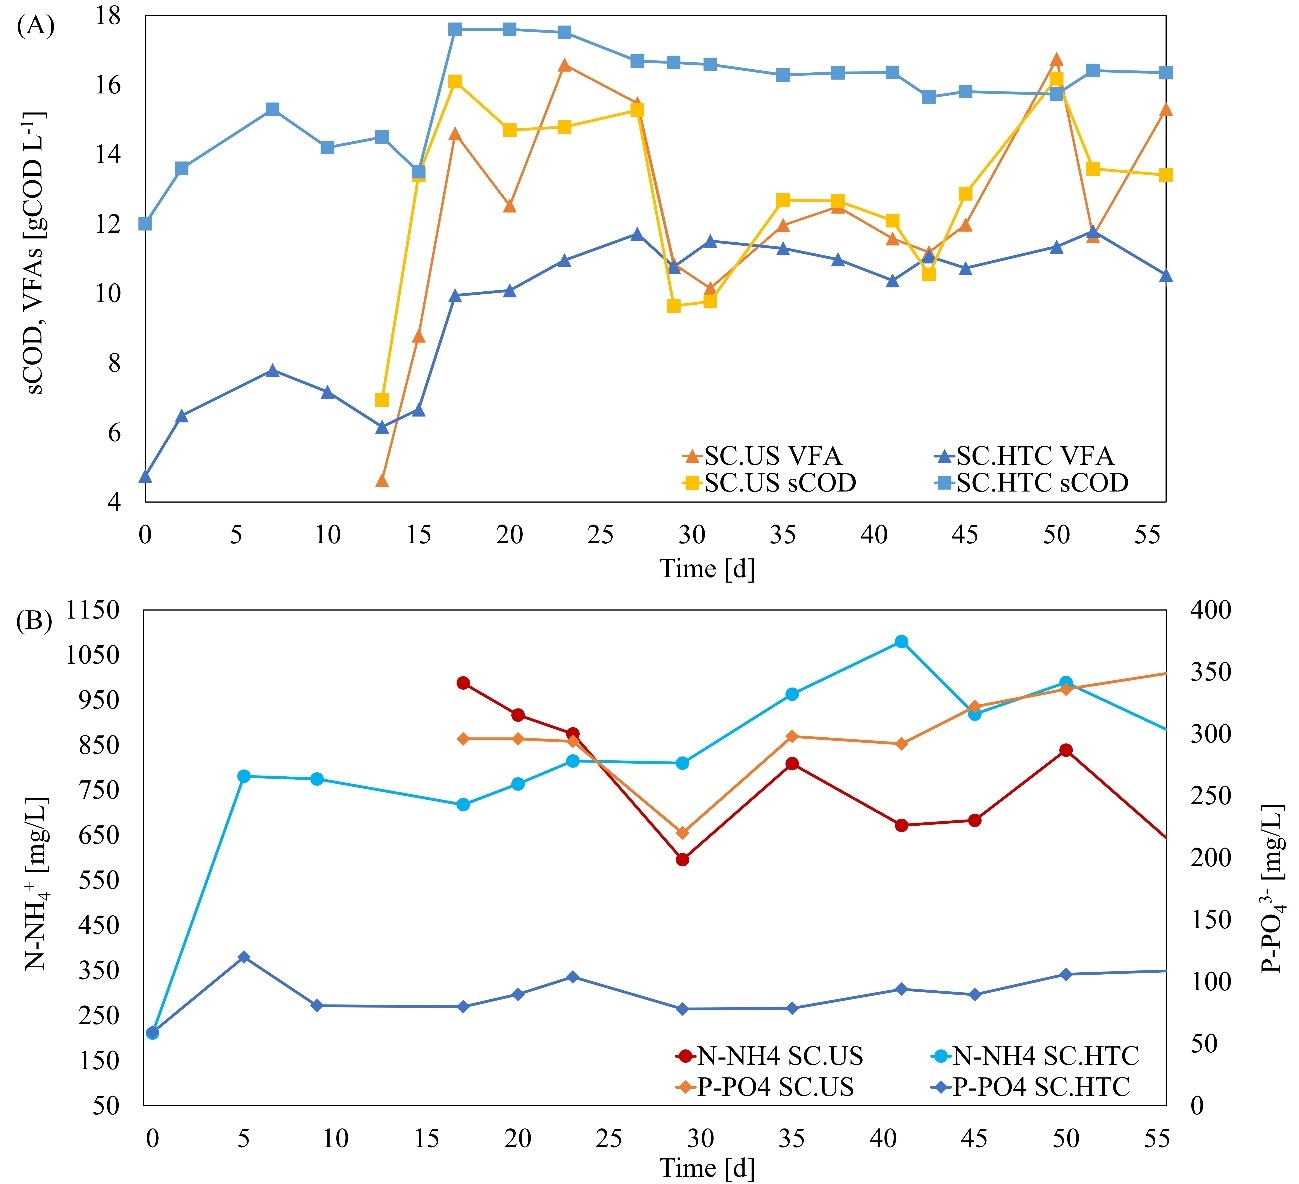 (A)
18
16
14
12
10
8
6
4
sCOD, VFAs [gCOD L-1]
SC.US VFA SC.HTC VFA
SC.US sCOD SC.HTC sCOD
0 5 10 15 20 25 30 35 40 45 50 55
Time [d]
(B)
1150
1050
950
850
750
650
550
450
350
250
150
50
N-NH4+ [mg/L]
400
350
300
250
200
150
100
50
0
P-PO43- [mg/L]
N-NH4 SC.US N-NH4 SC.HTC
P-PO4 SC.US P-PO4 SC.HTC
0 5 10 15 20 25 30 35 40 45 50 55
Time [d]